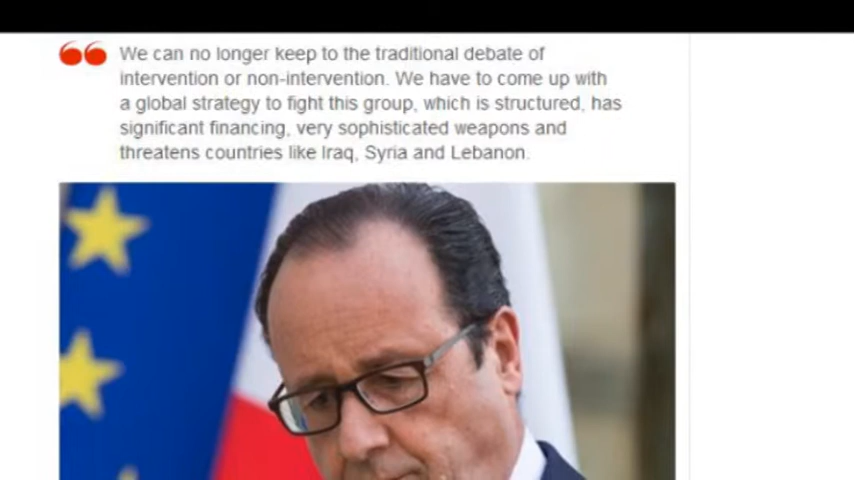 We can no longer keep to the traditional debate of
intervention or non-intervention. We have to come up with
a global strategy to fight this group, which is structured, has
significant financing, very sophisticated weapons and
threatens countries like Iraq, Syria and Lebanon.